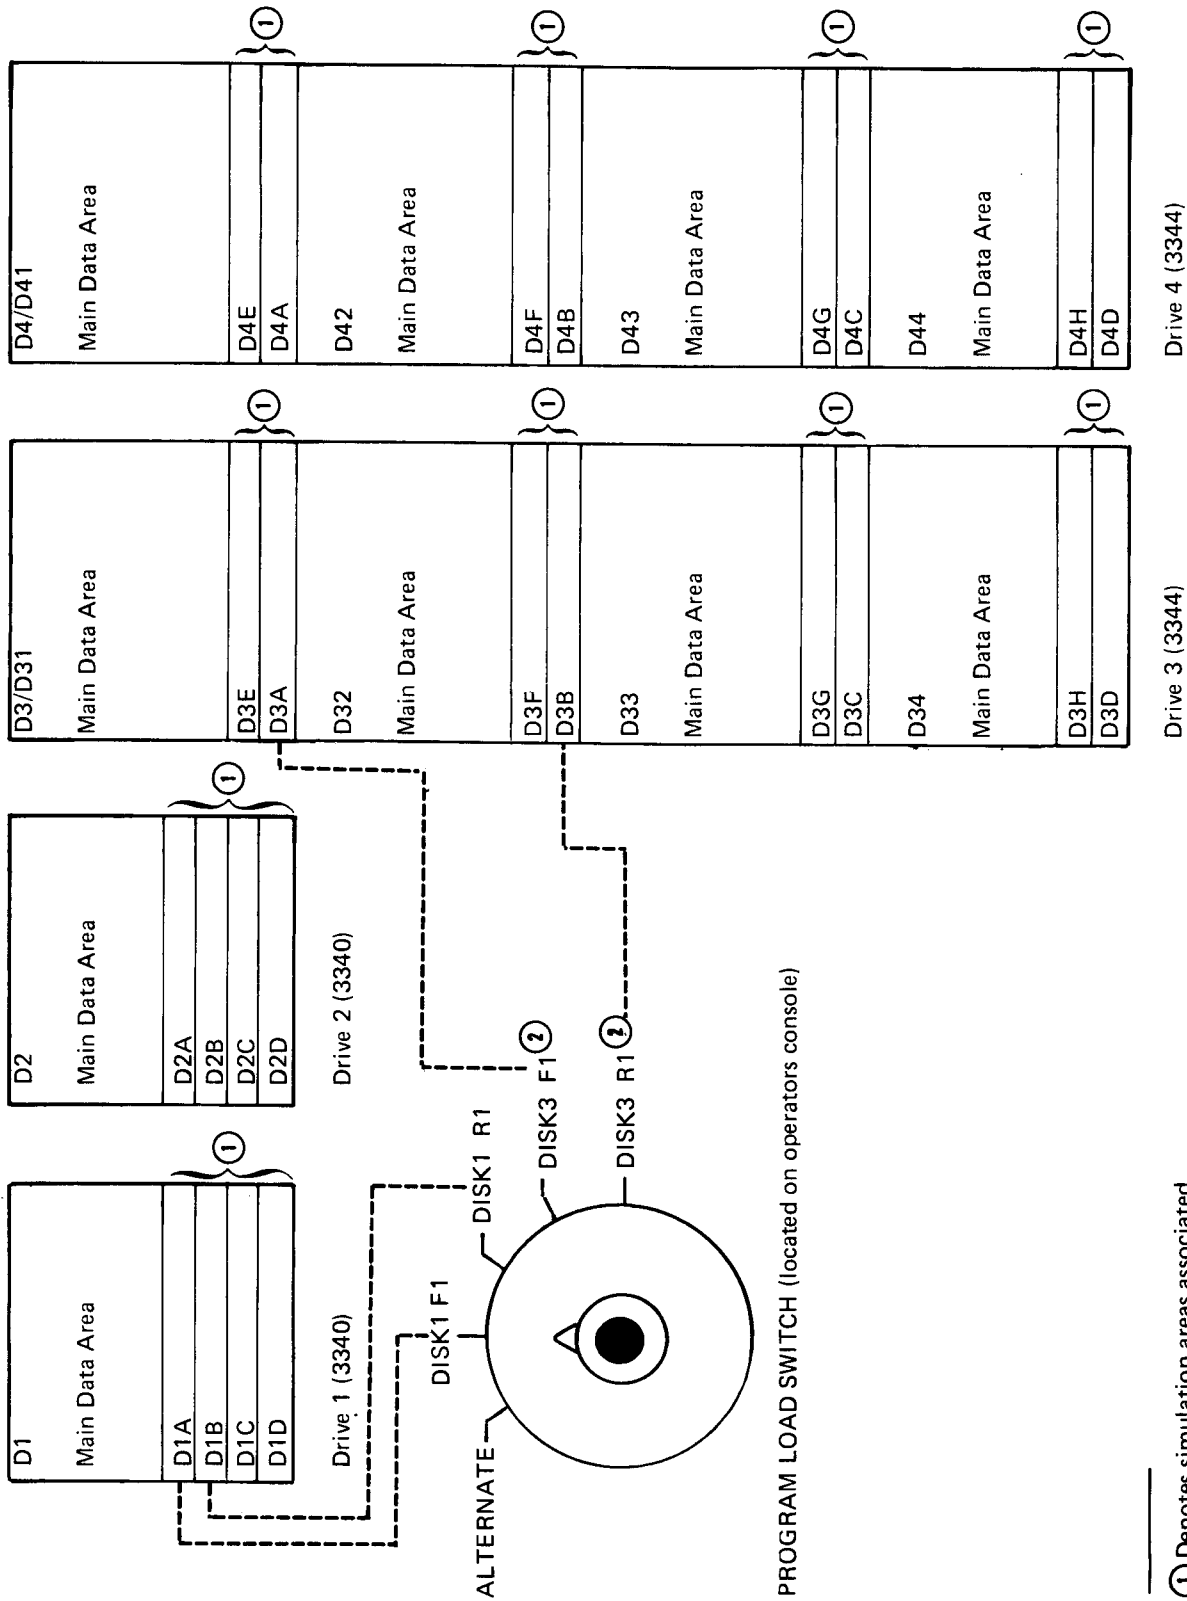 D1
Main Data Area
D1A
D1B
D1C
D1D
①
Drive 1 (3340)
D2
Main Data Area
D2A
D2B
D2C
D2D
①
Drive 2 (3340)
D3/D31
Main Data Area
D3E
D3A
①
D32
Main Data Area
D3F
D3B
①
D33
Main Data Area
D3G
D3C
①
D34
Main Data Area
D3H
D3D
①
Drive 3 (3344)
D4/D41
Main Data Area
D4E
D4A
①
D42
Main Data Area
D4F
D4B
①
D43
Main Data Area
D4G
D4C
①
D44
Main Data Area
D4H
D4D
①
Drive 4 (3344)
ALTERNATE
DISK1 F1
DISK1 R1
DISK3 F1 ②
DISK3 R1 ②
PROGRAM LOAD SWITCH (located on operators console)
① Denotes simulation areas associated